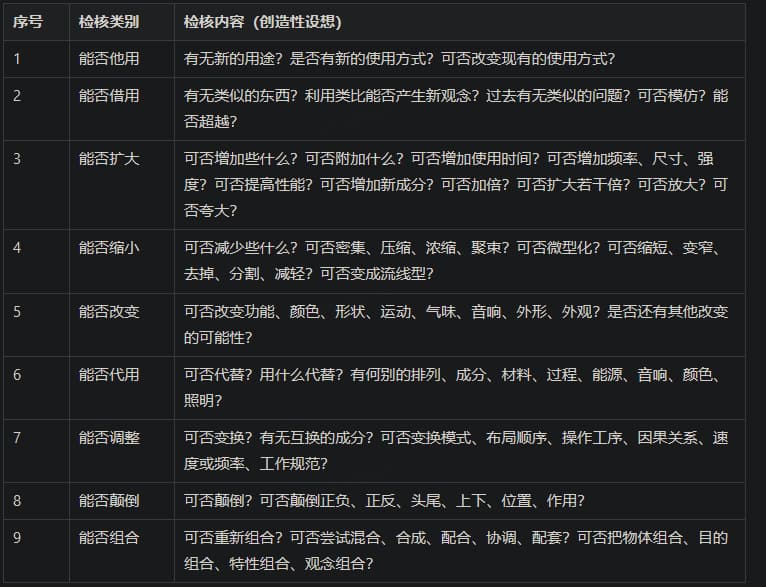 序号 检核类别 检核内容（创造性设想）
1 能否他用 有无新的用途？是否有新的使用方式？可否改变现有的使用方式？
2 能否借用 有无类似的东西？利用类比能否产生新观念？过去有无类似的问题？可否模仿？能
否超越？
3 能否扩大 可否增加些什么？可否附加什么？可否增加使用时间？可否增加频率、尺寸、强
度？可否提高性能？可否增加新成分？可否加倍？可否扩大若干倍？可否放大？可
否夸大？
4 能否缩小 可否减少些什么？可否密集、压缩、浓缩、聚束？可否微型化？可否缩短、变窄、
去掉、分割、减轻？可否变成流线型？
5 能否改变 可否改变功能、颜色、形状、运动、气味、音响、外形、外观？是否还有其他改变
的可能性？
6 能否代用 可否代替？用什么代替？有何别的排列、成分、材料、过程、能源、音响、颜色、
照明？
7 能否调整 可否变换？有无互换的成分？可否变换模式、布局顺序、操作工序、因果关系、速
度或频率、工作规范？
8 能否颠倒 可否颠倒？可否颠倒正负、正反、头尾、上下、位置、作用？
9 能否组合 可否重新组合？可否尝试混合、合成、配合、协调、配套？可否把物体组合、目的
组合、特性组合、观念组合？